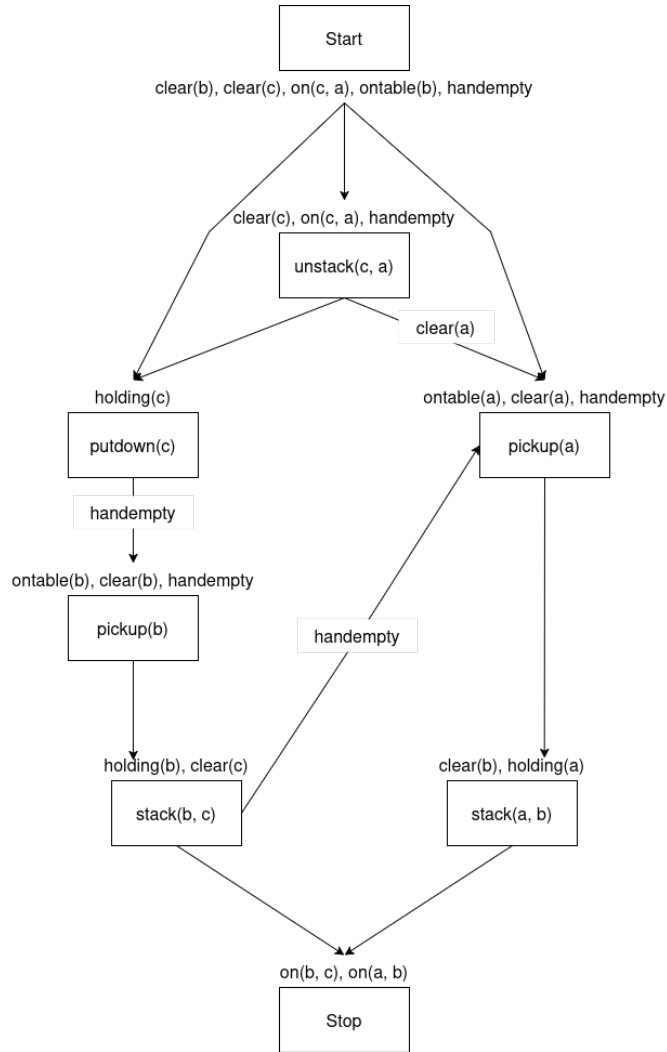 Start
clear(b), clear(c), on(c, a), ontable(b), handempty
clear(c), on(c, a), handempty
unstack(c, a)
clear(a)
holding(c)
ontable(a), clear(a), handempty
putdown(c)
pickup(a)
handempty
ontable(b), clear(b), handempty
pickup(b)
handempty
holding(b), clear(c)
clear(b), holding(a)
stack(b, c)
stack(a, b)
on(b, c), on(a, b)
Stop